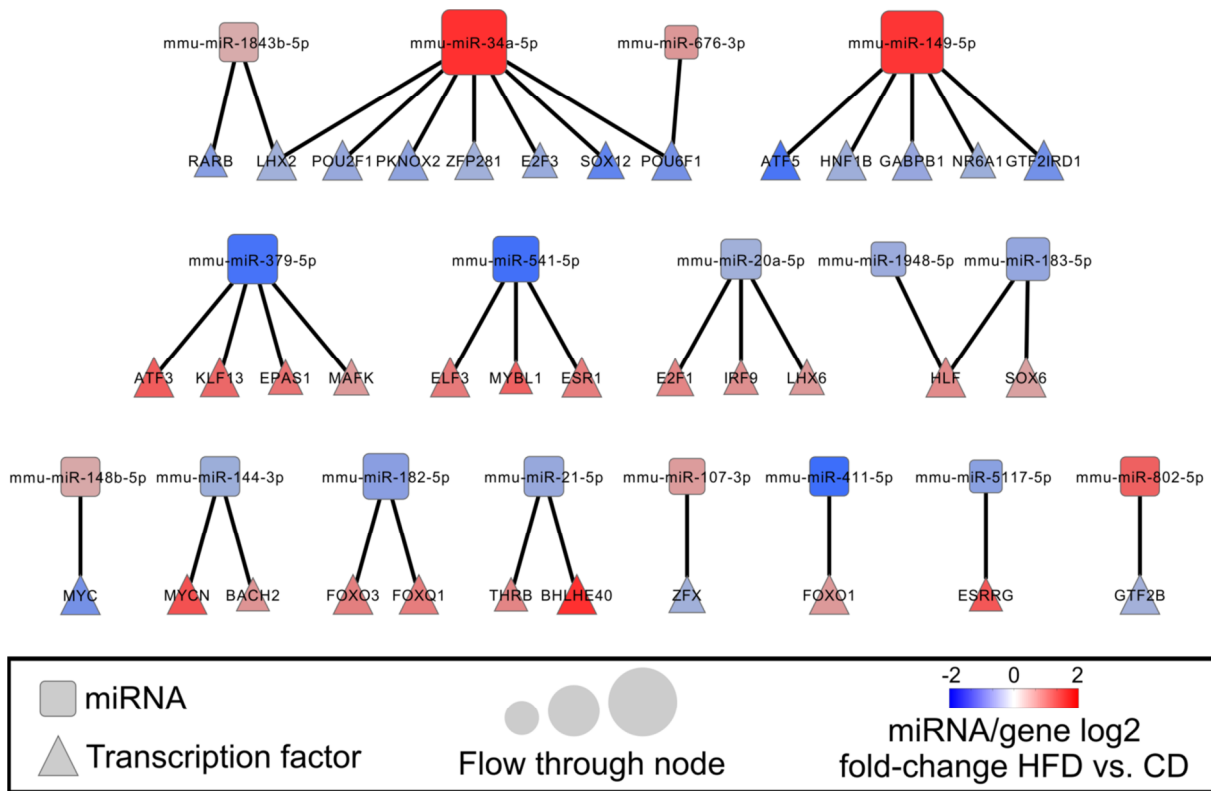 mmu-miR-1843b-5p mmu-miR-34a-5p mmu-miR-676-3p mmu-miR-149-5p
RARB LHX2 POU2F1 PKNOX2 ZFP281 E2F3 SOX12 POU6F1 ATF5 HNF1B GABPB1 NR6A1 GTF2IRD1
mmu-miR-379-5p mmu-miR-541-5p mmu-miR-20a-5p mmu-miR-1948-5p mmu-miR-183-5p
ATF3 KLF13 EPAS1 MAFK ELF3 MYBL1 ESR1 E2F1 IRF9 LHX6 HLF SOX6
mmu-miR-148b-5p mmu-miR-144-3p mmu-miR-182-5p mmu-miR-21-5p mmu-miR-107-3p mmu-miR-411-5p mmu-miR-5117-5p mmu-miR-802-5p
MYC MYCN BACH2 FOXO3 FOXQ1 THRB BHLHE40 ZFX FOXO1 ESRRG GTF2B
miRNA
Transcription factor
Flow through node
-2 0 2
miRNA/gene log2
fold-change HFD vs. CD